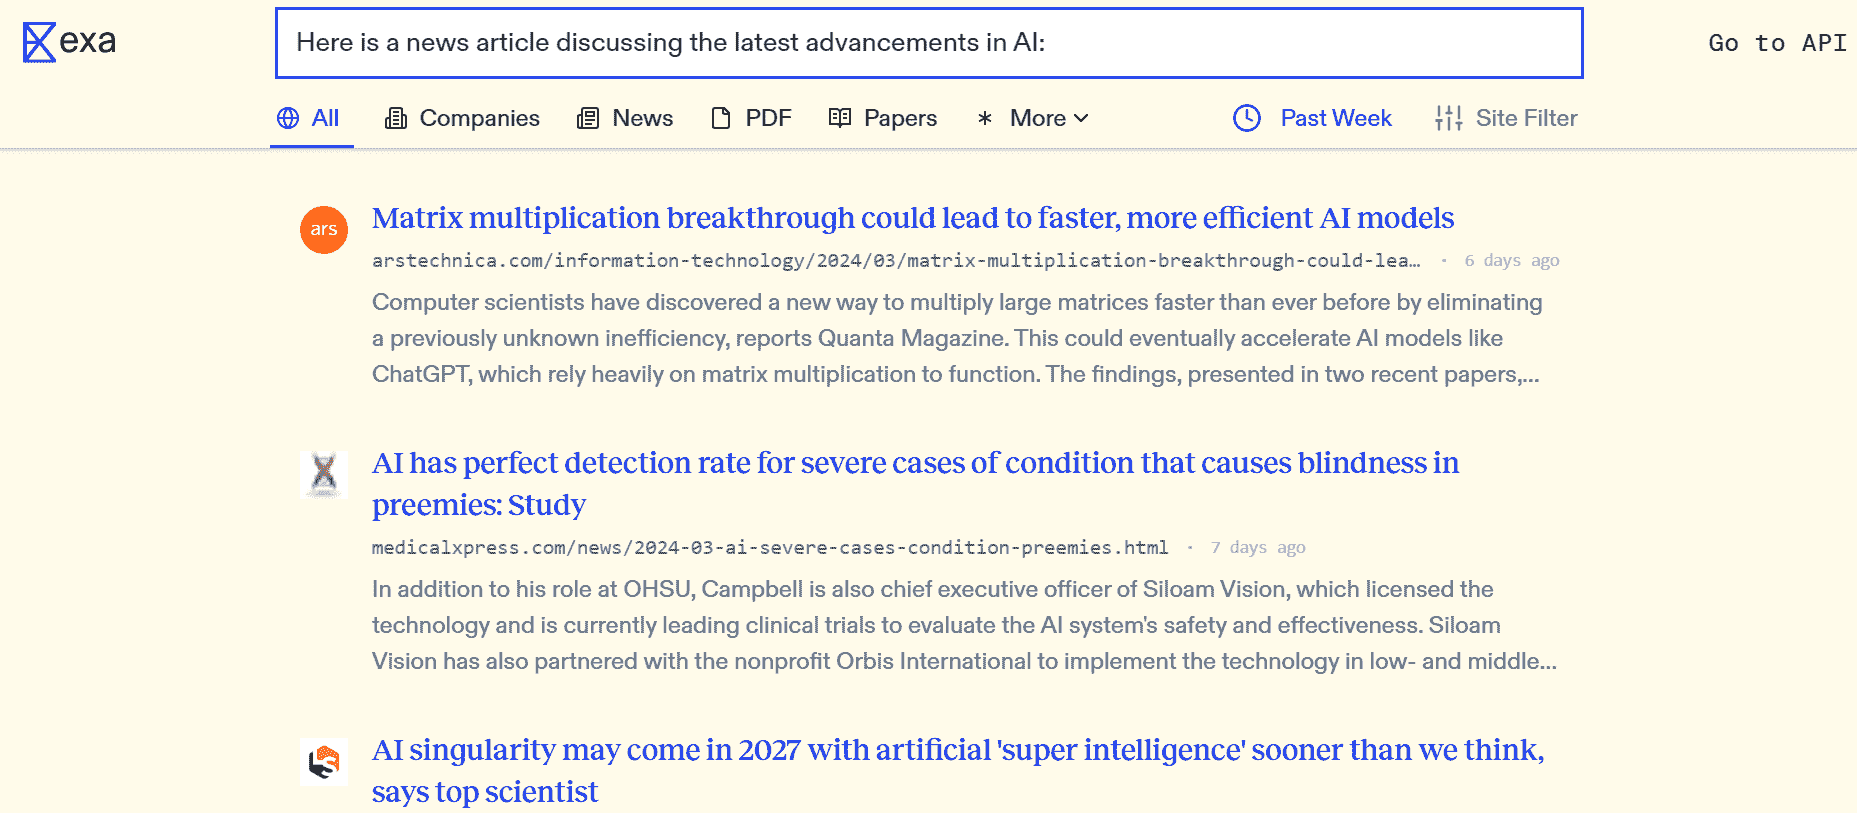 exa
Here is a news article discussing the latest advancements in AI:
Go to API
All
Companies
News
PDF
Papers
More
Past Week
Site Filter
ars
Matrix multiplication breakthrough could lead to faster, more efficient AI models
arstechnica.com/information-technology/2024/03/matrix-multiplication-breakthrough-could-lea… · 6 days ago
Computer scientists have discovered a new way to multiply large matrices faster than ever before by eliminating
a previously unknown inefficiency, reports Quanta Magazine. This could eventually accelerate AI models like
ChatGPT, which rely heavily on matrix multiplication to function. The findings, presented in two recent papers,...
AI has perfect detection rate for severe cases of condition that causes blindness in
preemies: Study
medicalxpress.com/news/2024-03-ai-severe-cases-condition-preemies.html · 7 days ago
In addition to his role at OHSU, Campbell is also chief executive officer of Siloam Vision, which licensed the
technology and is currently leading clinical trials to evaluate the AI system's safety and effectiveness. Siloam
Vision has also partnered with the nonprofit Orbis International to implement the technology in low- and middle...
AI singularity may come in 2027 with artificial 'super intelligence' sooner than we think,
says top scientist